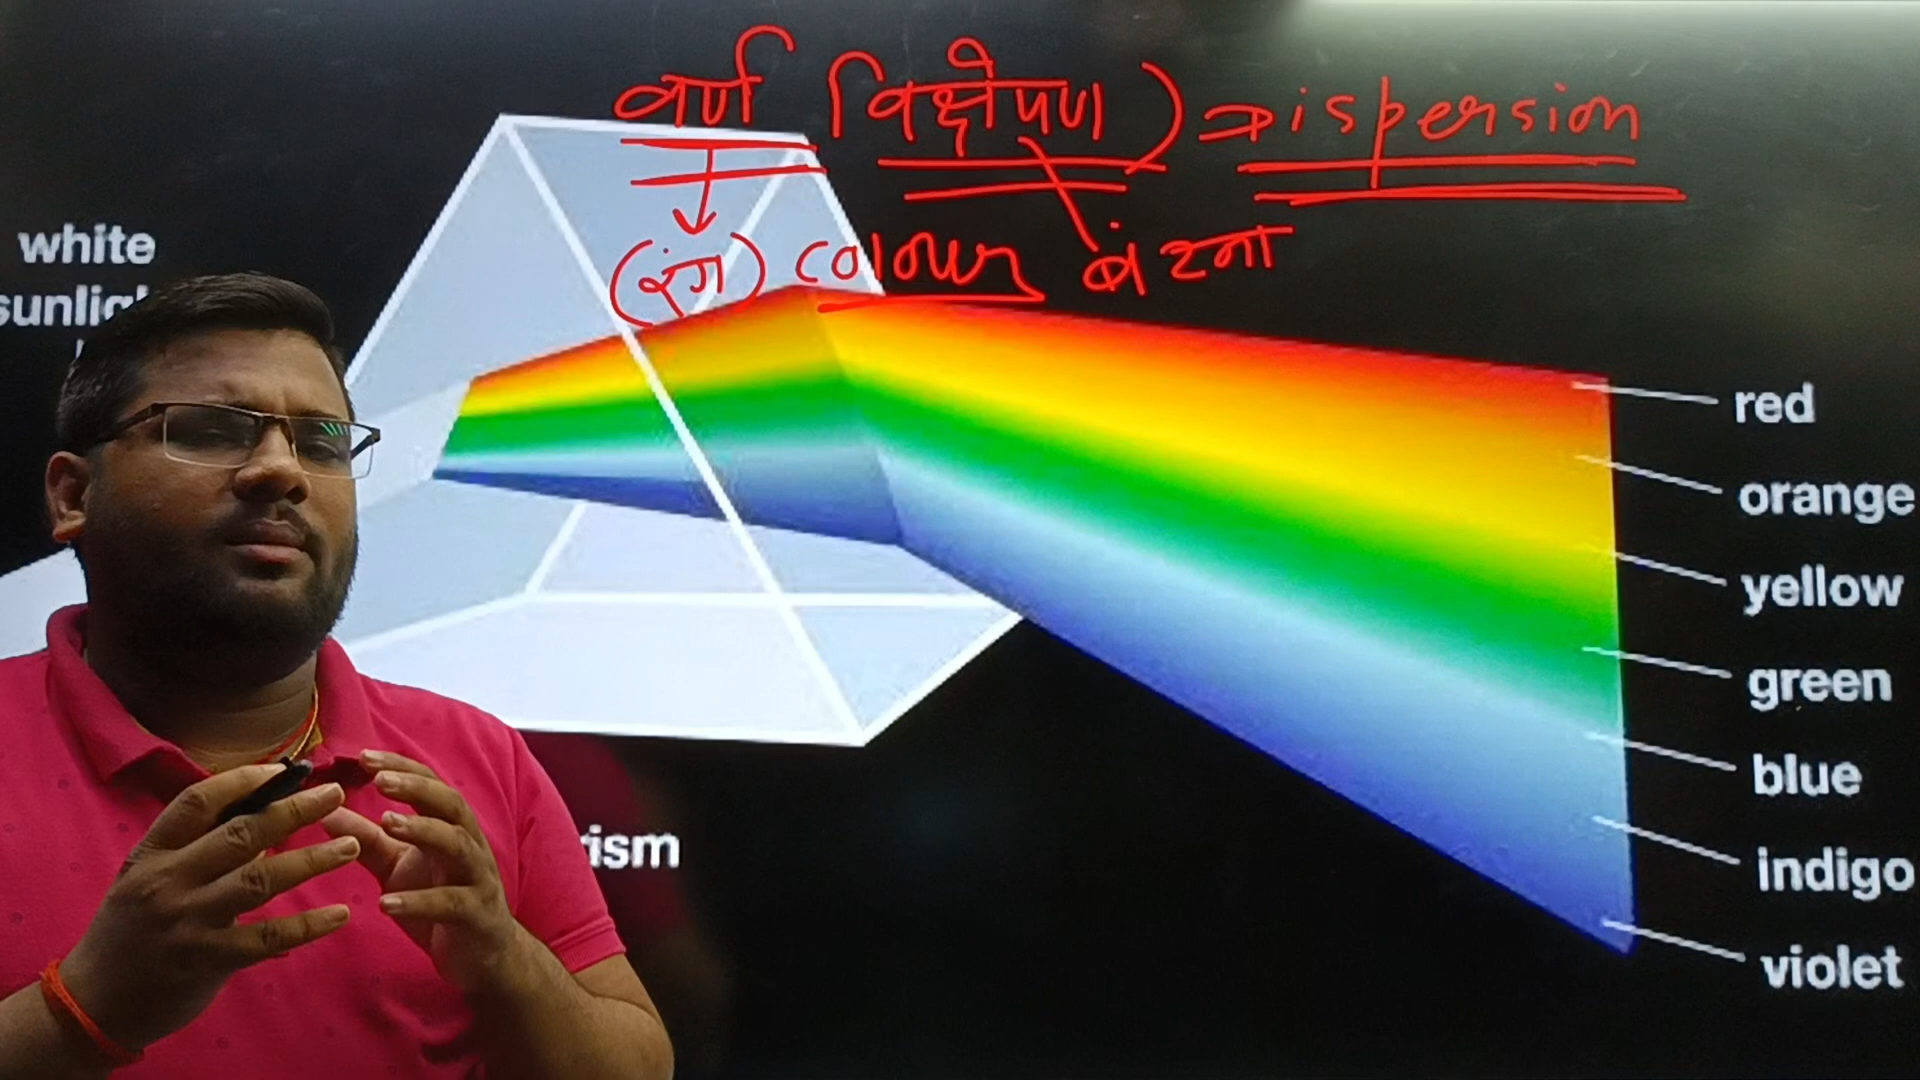 वर्ण (विक्षेपण) → Dispersion
(रंग) colour बंटना
white
red
orange
yellow
green
blue
indigo
violet